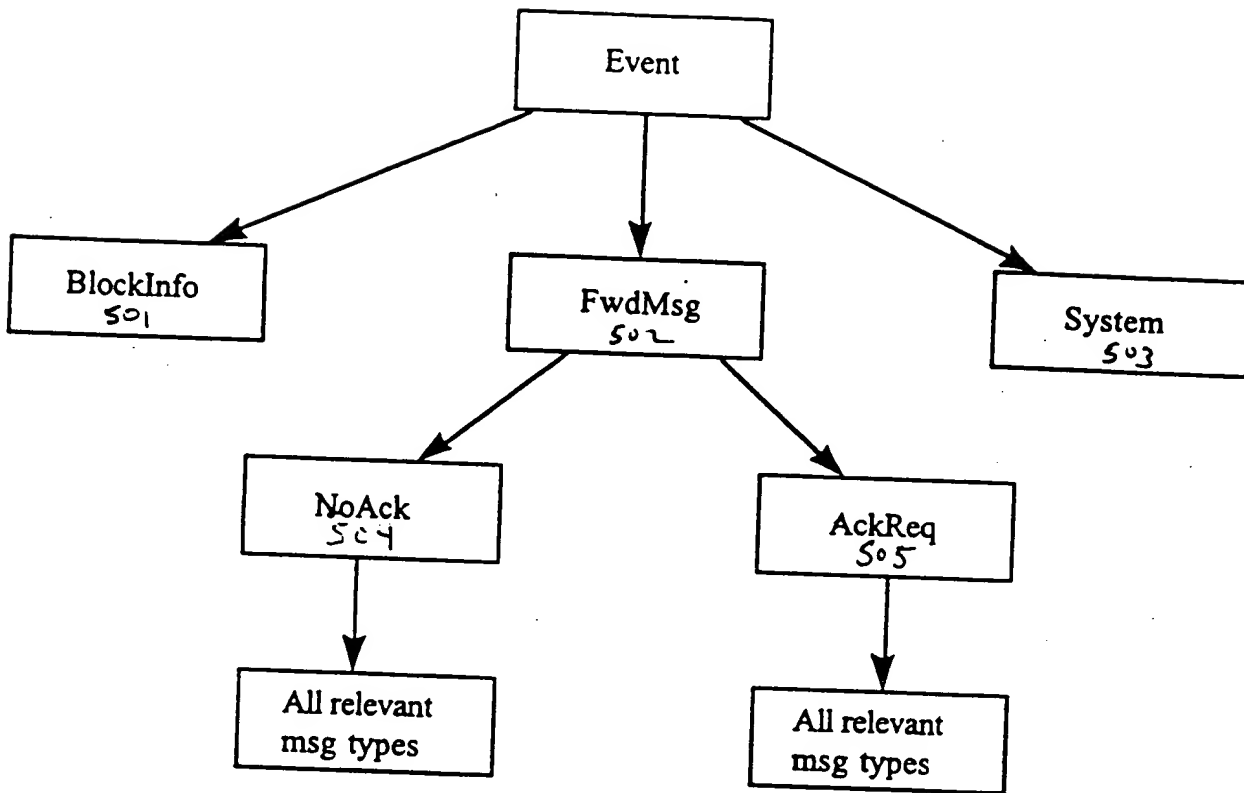 Event
BlockInfo
501
FwdMsg
502
System
503
NoAck
504
AckReq
505
All relevant
msg types
All relevant
msg types